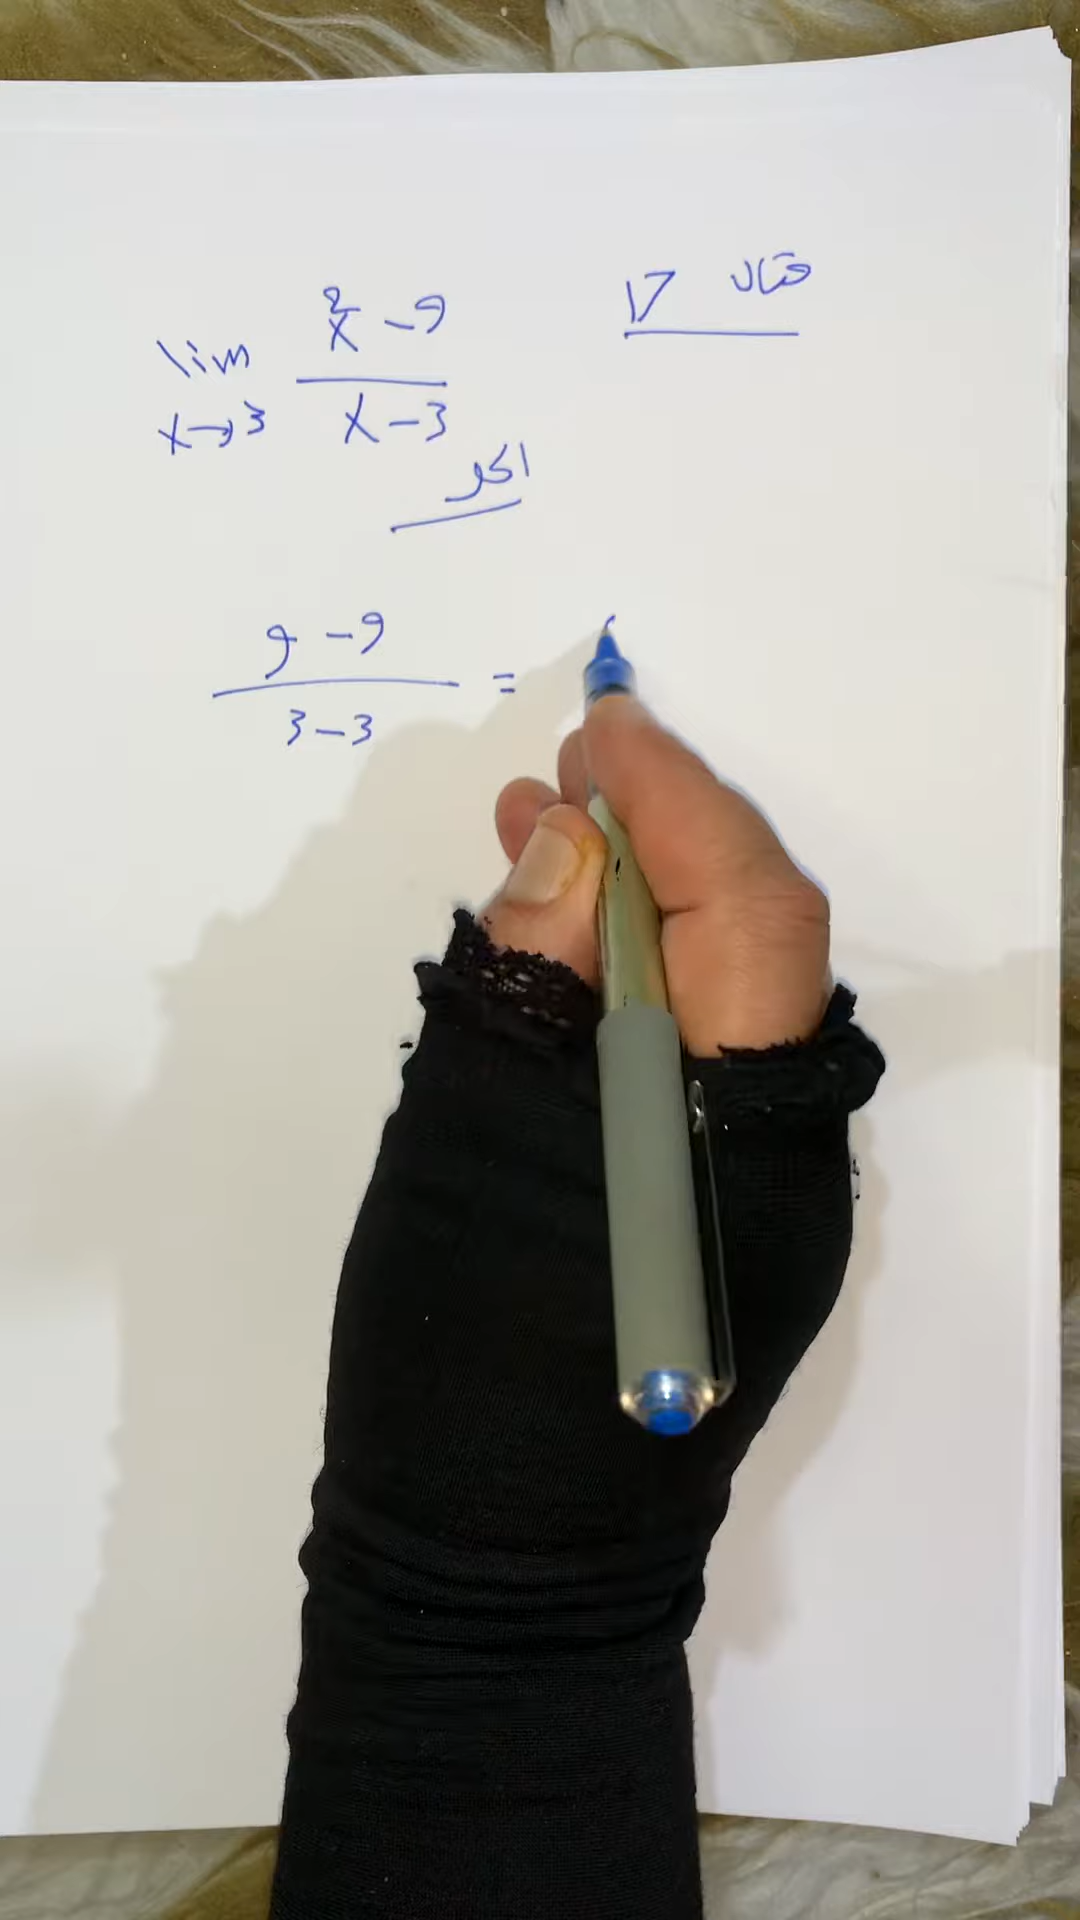 مثال 17
lim x→3 (x² - 9) / (x - 3)
الحل
(9 - 9) / (3 - 3) =